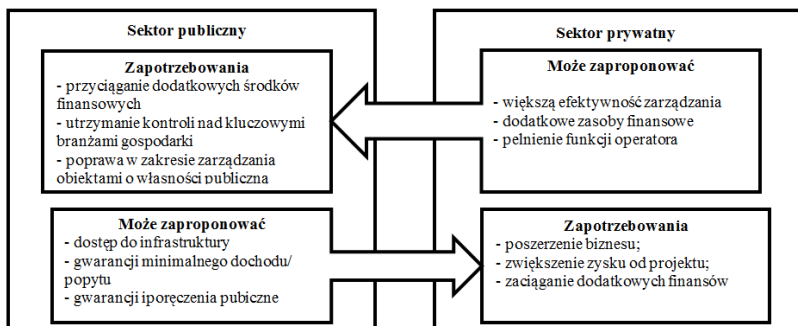 Sektor publiczny
Zapotrzebowania
- przyciąganie dodatkowych środków
finansowych
- utrzymanie kontroli nad kluczowymi
branżami gospodarki
- poprawa w zakresie zarządzania
obiektami o własności publiczna
Może zaproponować
- dostęp do infrastruktury
- gwarancji minimalnego dochodu/
popytu
- gwarancji iporęczenia pubiczne
Sektor prywatny
Może zaproponować
- większą efektywność zarządzania
- dodatkowe zasoby finansowe
- pelnienie funkcji operatora
Zapotrzebowania
- poszerzenie biznesu;
- zwiększenie zysku od projektu;
- zaciąganie dodatkowych finansów